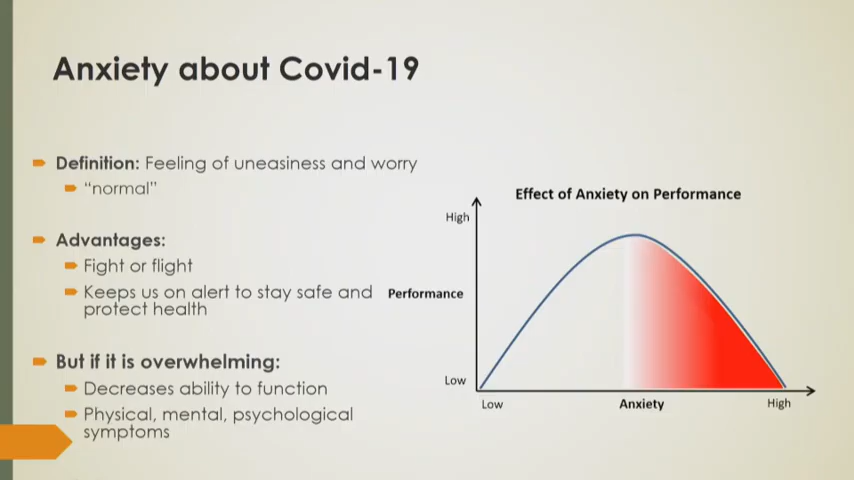 Anxiety about Covid-19
Definition: Feeling of uneasiness and worry
“normal”
Advantages:
Fight or flight
Keeps us on alert to stay safe and
protect health
But if it is overwhelming:
Decreases ability to function
Physical, mental, psychological
symptoms
Effect of Anxiety on Performance
High
Performance
Low
Low
Anxiety
High